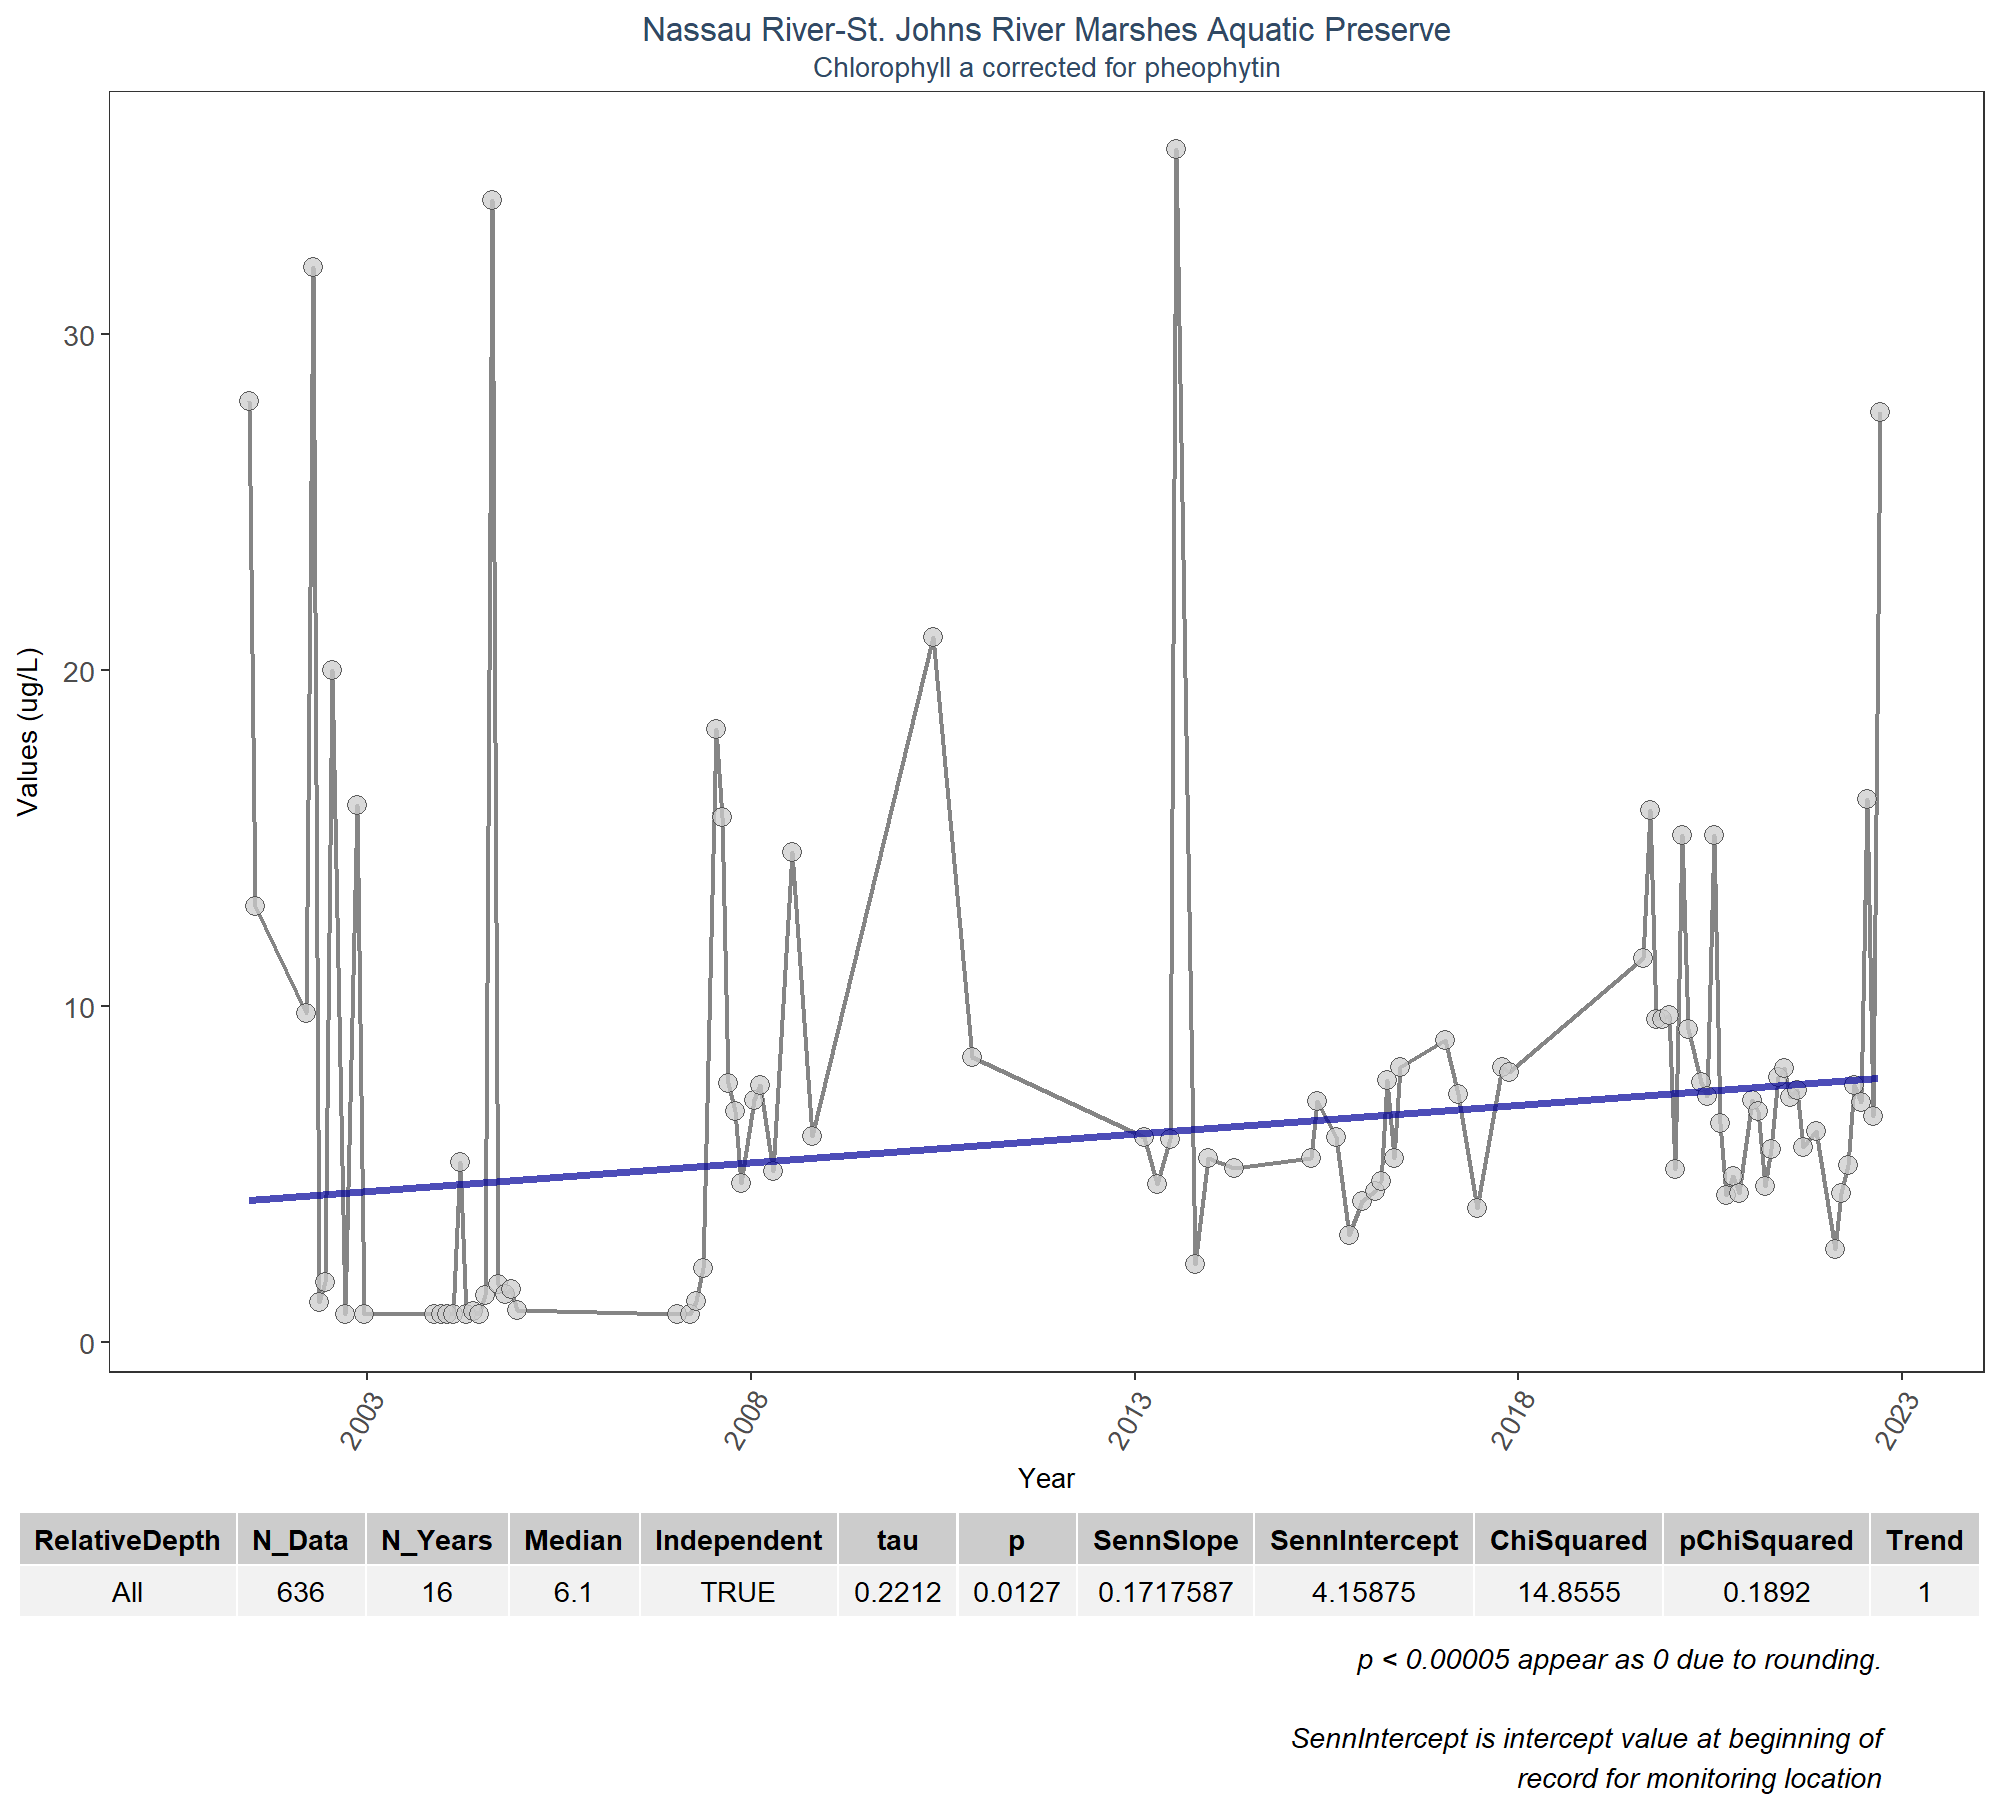 Nassau River-St. Johns River Marshes Aquatic Preserve
Chlorophyll a corrected for pheophytin
Values (ug/L)
30
20
10
0
2003 2008 2013 2018 2023
Year
RelativeDepth N_Data N_Years Median Independent tau p SennSlope SennIntercept ChiSquared pChiSquared Trend
All 636 16 6.1 TRUE 0.2212 0.0127 0.1717587 4.15875 14.8555 0.1892 1
p < 0.00005 appear as 0 due to rounding.
SennIntercept is intercept value at beginning of
record for monitoring location